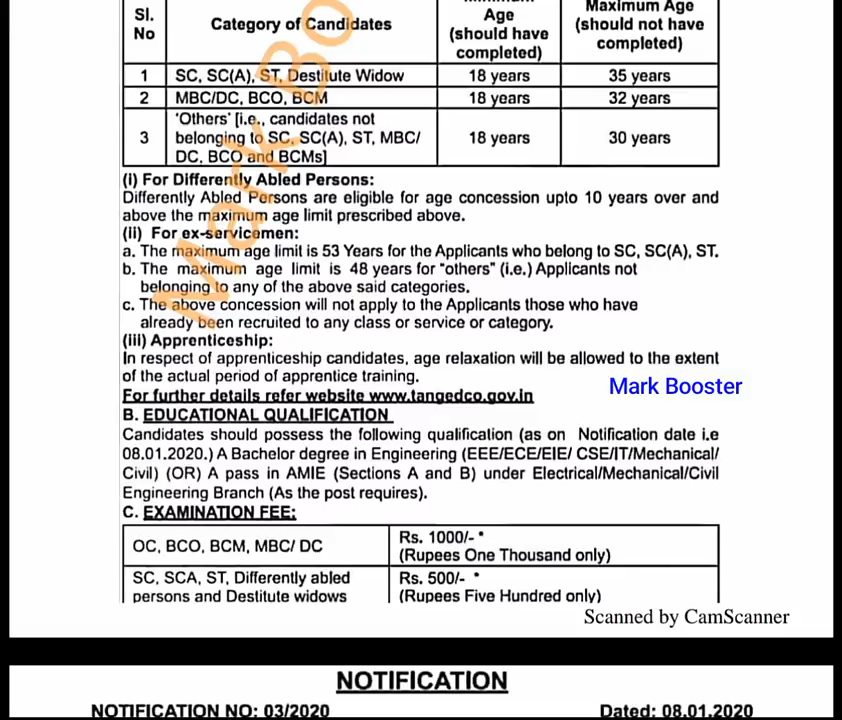 Sl. No
Category of Candidates
Minimum Age (should have completed)
Maximum Age (should not have completed)
1 SC, SC(A), ST, Destitute Widow 18 years 35 years
2 MBC/DC, BCO, BCM 18 years 32 years
3 'Others' [i.e., candidates not belonging to SC, SC(A), ST, MBC/ DC, BCO and BCMs] 18 years 30 years
(i) For Differently Abled Persons:
Differently Abled Persons are eligible for age concession upto 10 years over and
above the maximum age limit prescribed above.
(ii) For ex-servicemen:
a. The maximum age limit is 53 Years for the Applicants who belong to SC, SC(A), ST.
b. The maximum age limit is 48 years for "others" (i.e.) Applicants not
belonging to any of the above said categories.
c. The above concession will not apply to the Applicants those who have
already been recruited to any class or service or category.
(iii) Apprenticeship:
In respect of apprenticeship candidates, age relaxation will be allowed to the extent
of the actual period of apprentice training.
Mark Booster
For further details refer website www.tangedco.gov.in
B. EDUCATIONAL QUALIFICATION
Candidates should possess the following qualification (as on Notification date i.e
08.01.2020.) A Bachelor degree in Engineering (EEE/ECE/EIE/ CSE/IT/Mechanical/
Civil) (OR) A pass in AMIE (Sections A and B) under Electrical/Mechanical/Civil
Engineering Branch (As the post requires).
C. EXAMINATION FEE:
OC, BCO, BCM, MBC/ DC Rs. 1000/- * (Rupees One Thousand only)
SC, SCA, ST, Differently abled persons and Destitute widows Rs. 500/- * (Rupees Five Hundred only)
Scanned by CamScanner
NOTIFICATION
NOTIFICATION NO: 03/2020 Dated: 08.01.2020
Mark Bo